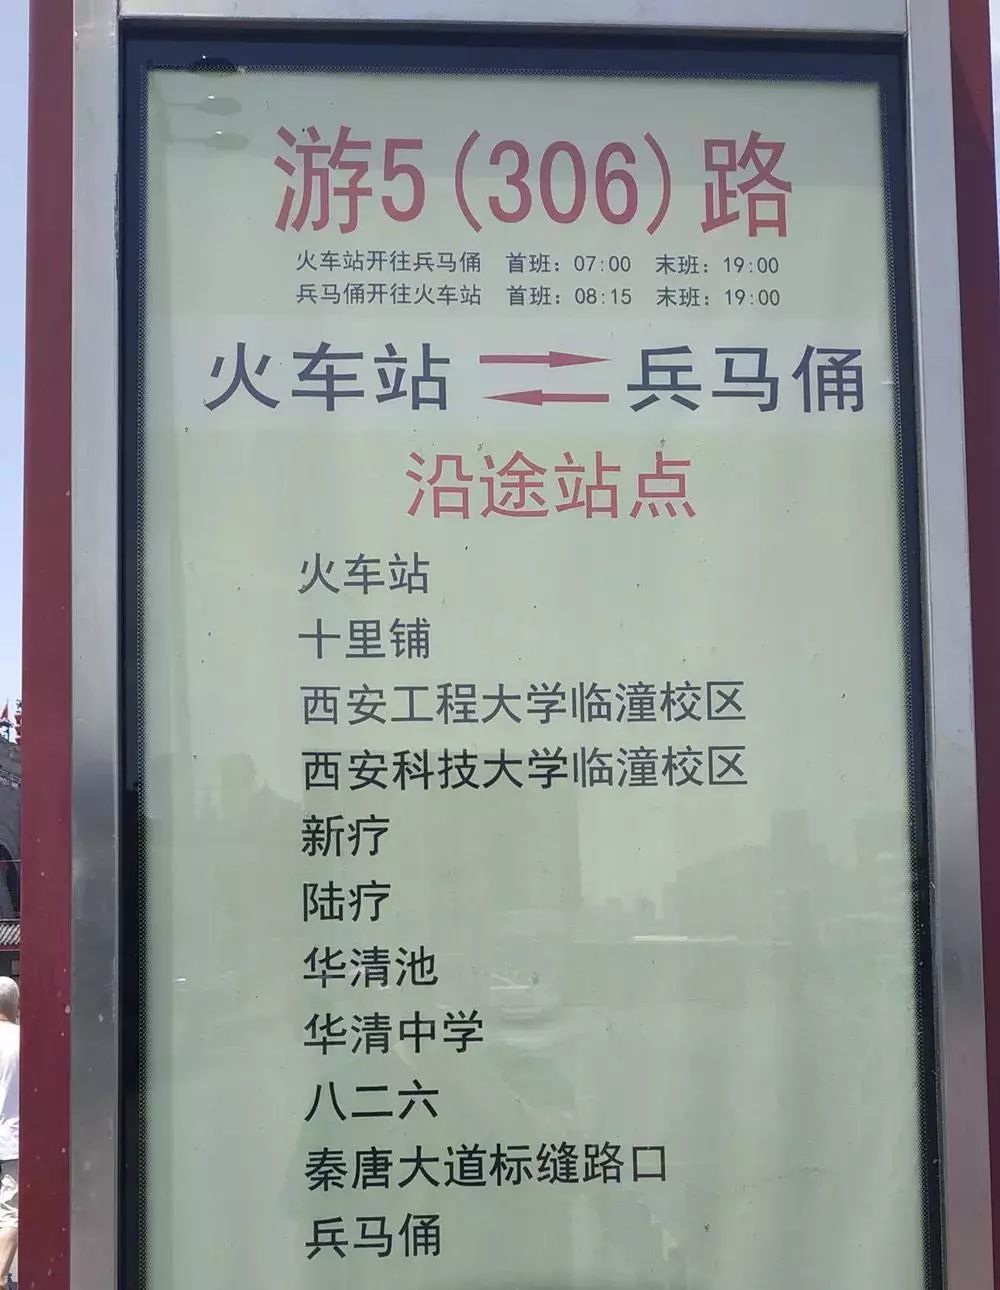 游5(306)路
火车站开往兵马俑 首班：07:00 末班：19:00
兵马俑开往火车站 首班：08:15 末班：19:00
火车站 兵马俑
沿途站点
火车站
十里铺
西安工程大学临潼校区
西安科技大学临潼校区
新疗
陆疗
华清池
华清中学
八二六
秦唐大道标缝路口
兵马俑